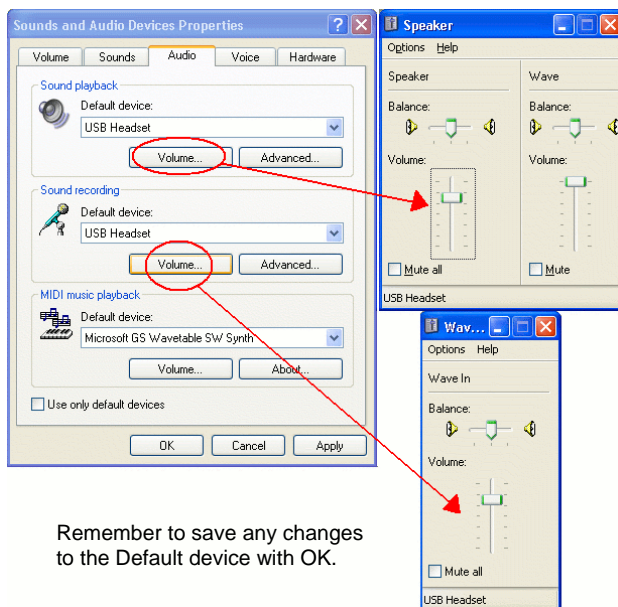 Sounds and Audio Devices Properties
Volume
Sounds
Audio
Voice
Hardware
Sound playback
Default device:
USB Headset
Volume...
Advanced...
Sound recording
Default device:
USB Headset
Volume...
Advanced...
MIDI music playback
Default device:
Microsoft GS Wavetable SW Synth
Volume...
About...
Use only default devices
OK
Cancel
Apply
Speaker
Options Help
Speaker
Wave
Balance:
Balance:
Volume:
Volume:
Mute all
Mute
USB Headset
Wav...
Options Help
Wave In
Balance:
Volume:
Mute all
USB Headset
Remember to save any changes
to the Default device with OK.